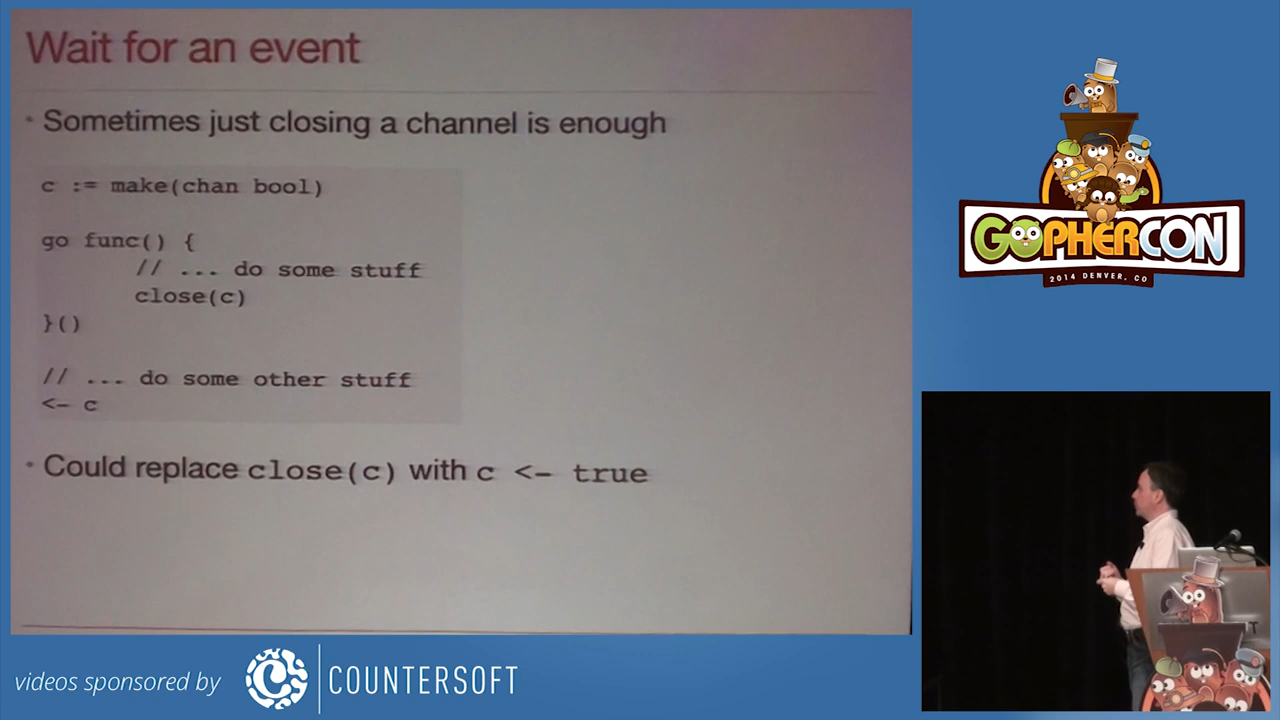 Wait for an event
• Sometimes just closing a channel is enough
c := make(chan bool)
go func() {
// ... do some stuff
close(c)
}()
// ... do some other stuff
<- c
• Could replace close(c) with c <- true
GOPHERCON
2014 DENVER, CO
videos sponsored by
COUNTERSOFT